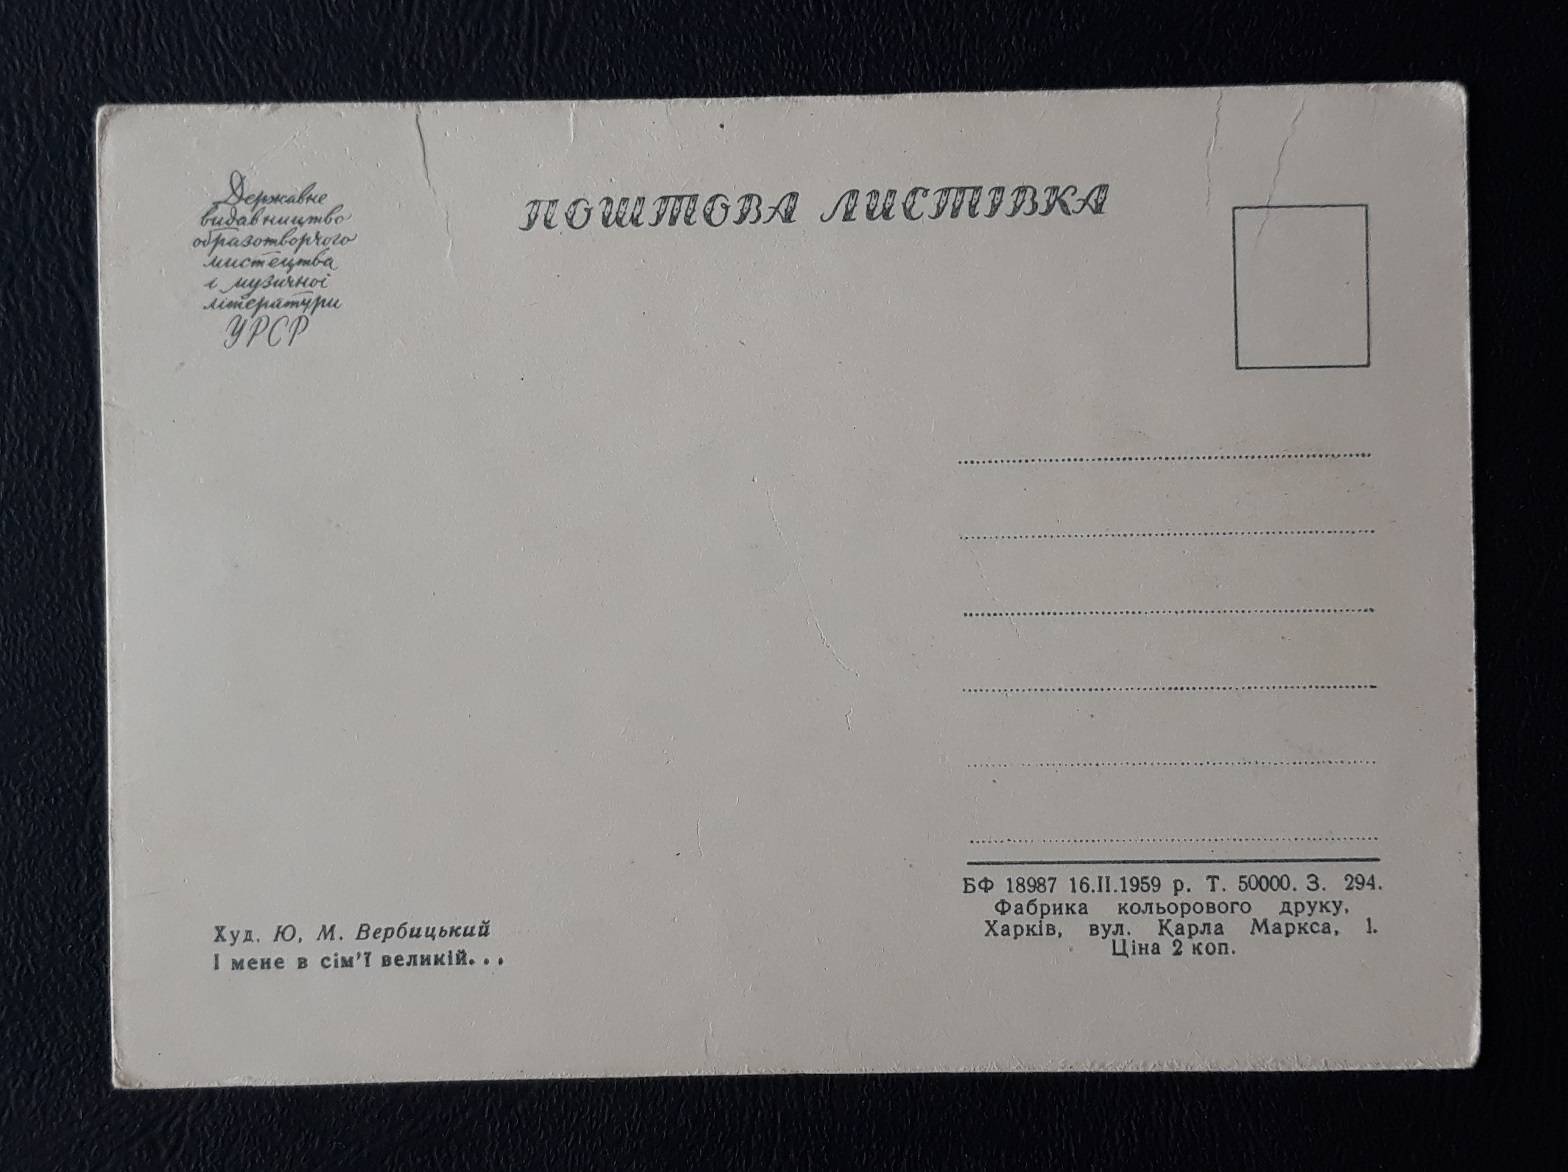 Державне
видавництво
образотворчого
мистецтва
і музичної
літератури
УРСР
ПОШТОВА ЛИСТІВКА
БФ 18987 16.II.1959 р. Т. 50000. З. 294.
Фабрика кольорового друку,
Харків, вул. Карла Маркса, 1.
Ціна 2 коп.
Худ. Ю. М. Вербицький
І мене в сім'ї великій...